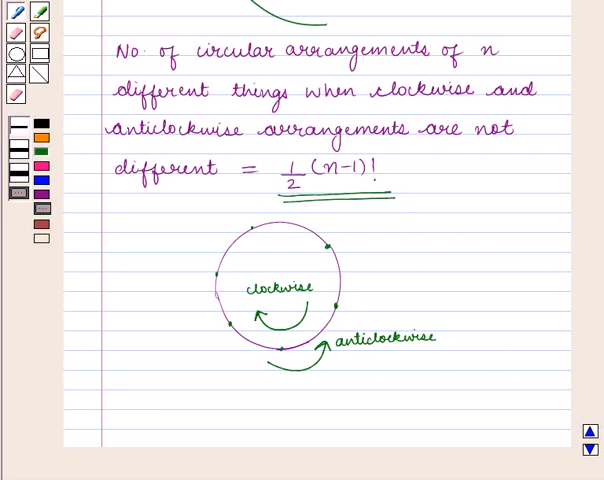 No. of circular arrangements of n
different things when clockwise and
anticlockwise arrangements are not
different = 1/2 (n-1)!
clockwise
anticlockwise